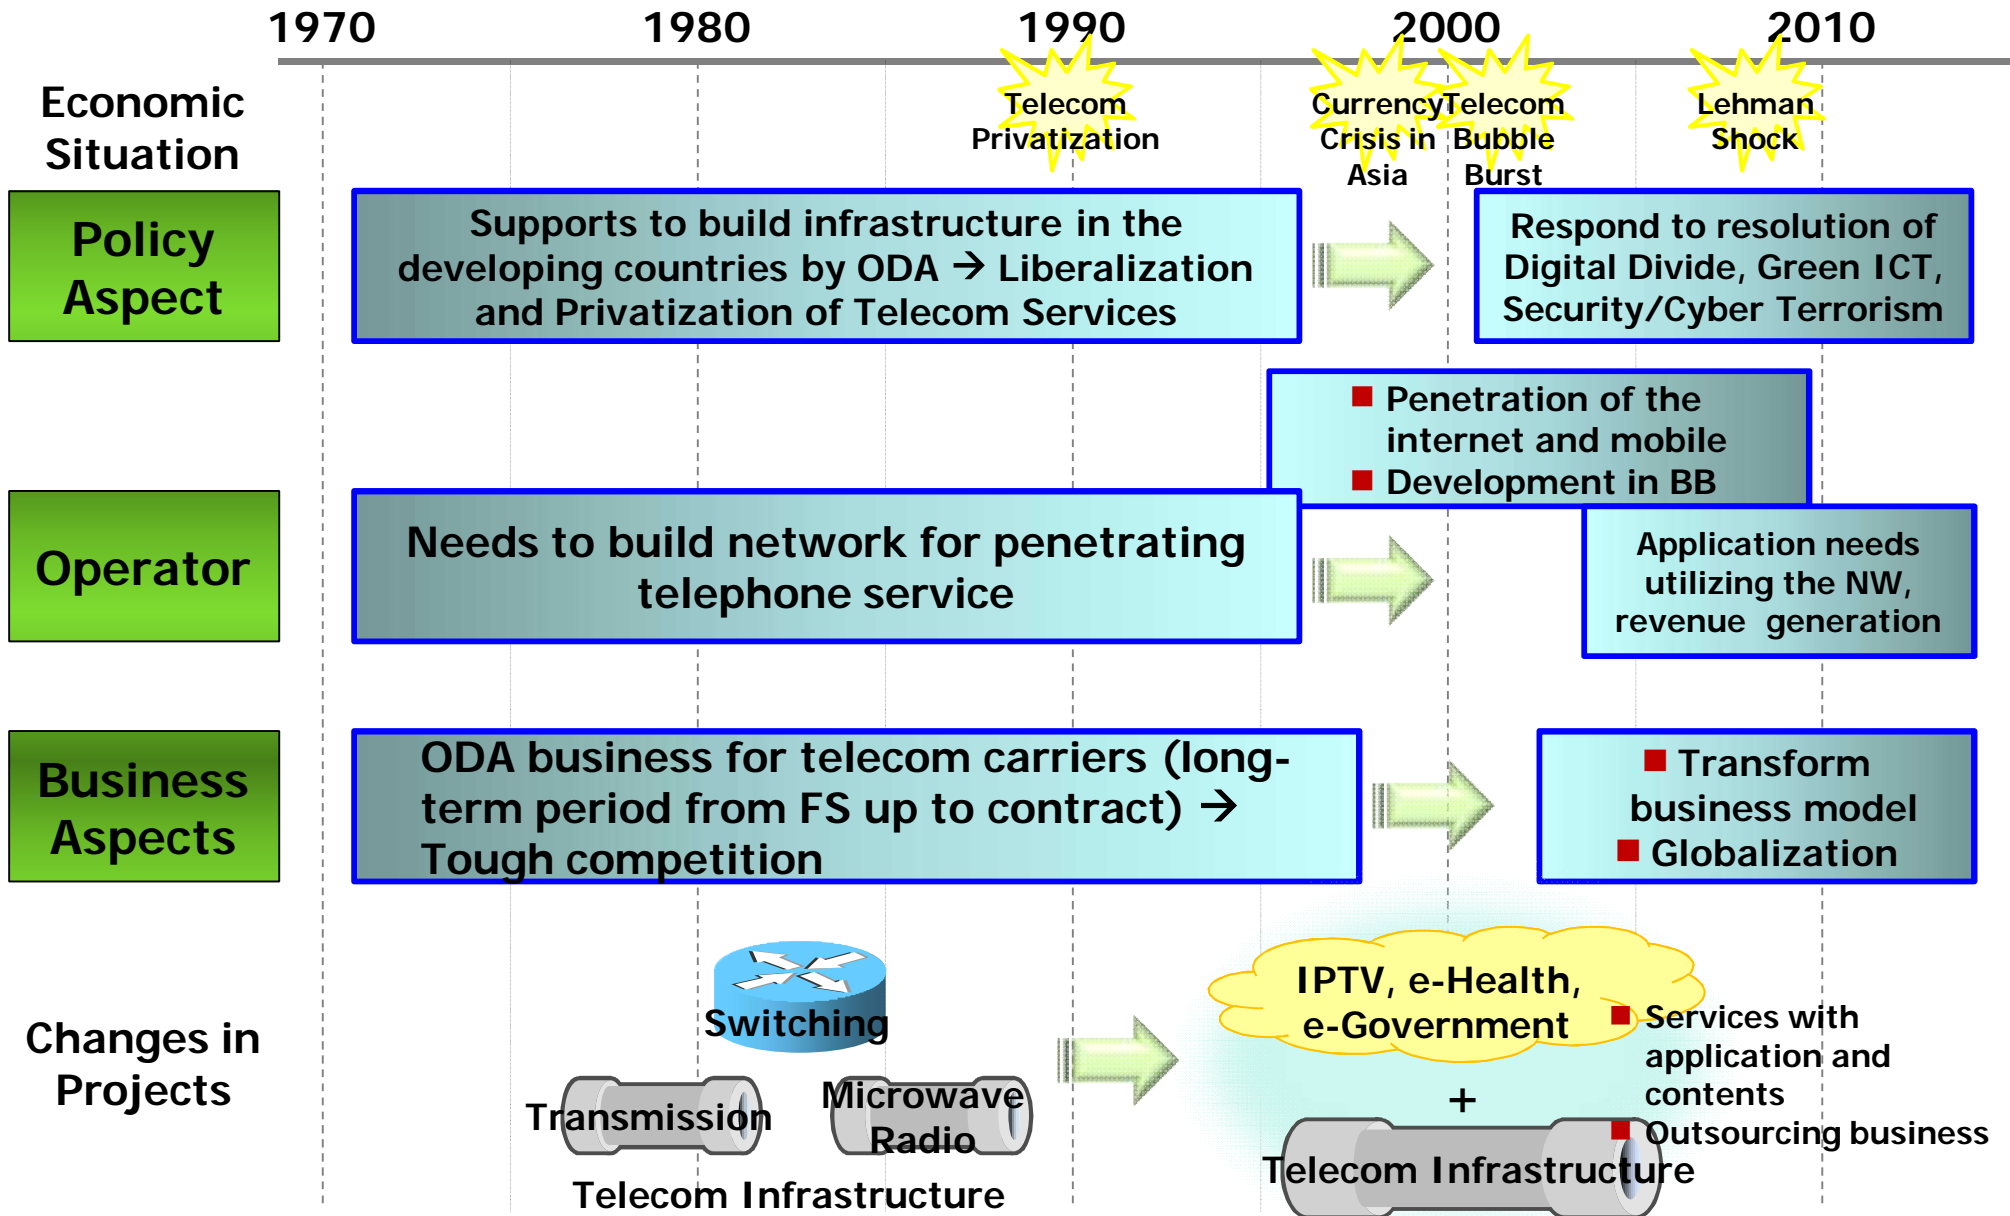 1970 1980 1990 2000 2010
Economic
Situation
Telecom
Privatization
Currency
Crisis in
Asia
Telecom
Bubble
Burst
Lehman
Shock
Policy
Aspect
Supports to build infrastructure in the
developing countries by ODA → Liberalization
and Privatization of Telecom Services
Respond to resolution of
Digital Divide, Green ICT,
Security/Cyber Terrorism
■ Penetration of the
internet and mobile
■ Development in BB
Operator
Needs to build network for penetrating
telephone service
Application needs
utilizing the NW,
revenue generation
Business
Aspects
ODA business for telecom carriers (long-
term period from FS up to contract) →
Tough competition
■ Transform
business model
■ Globalization
Changes in
Projects
Switching
Transmission
Microwave
Radio
Telecom Infrastructure
IPTV, e-Health,
e-Government
+
Telecom Infrastructure
■ Services with
application and
contents
■ Outsourcing business